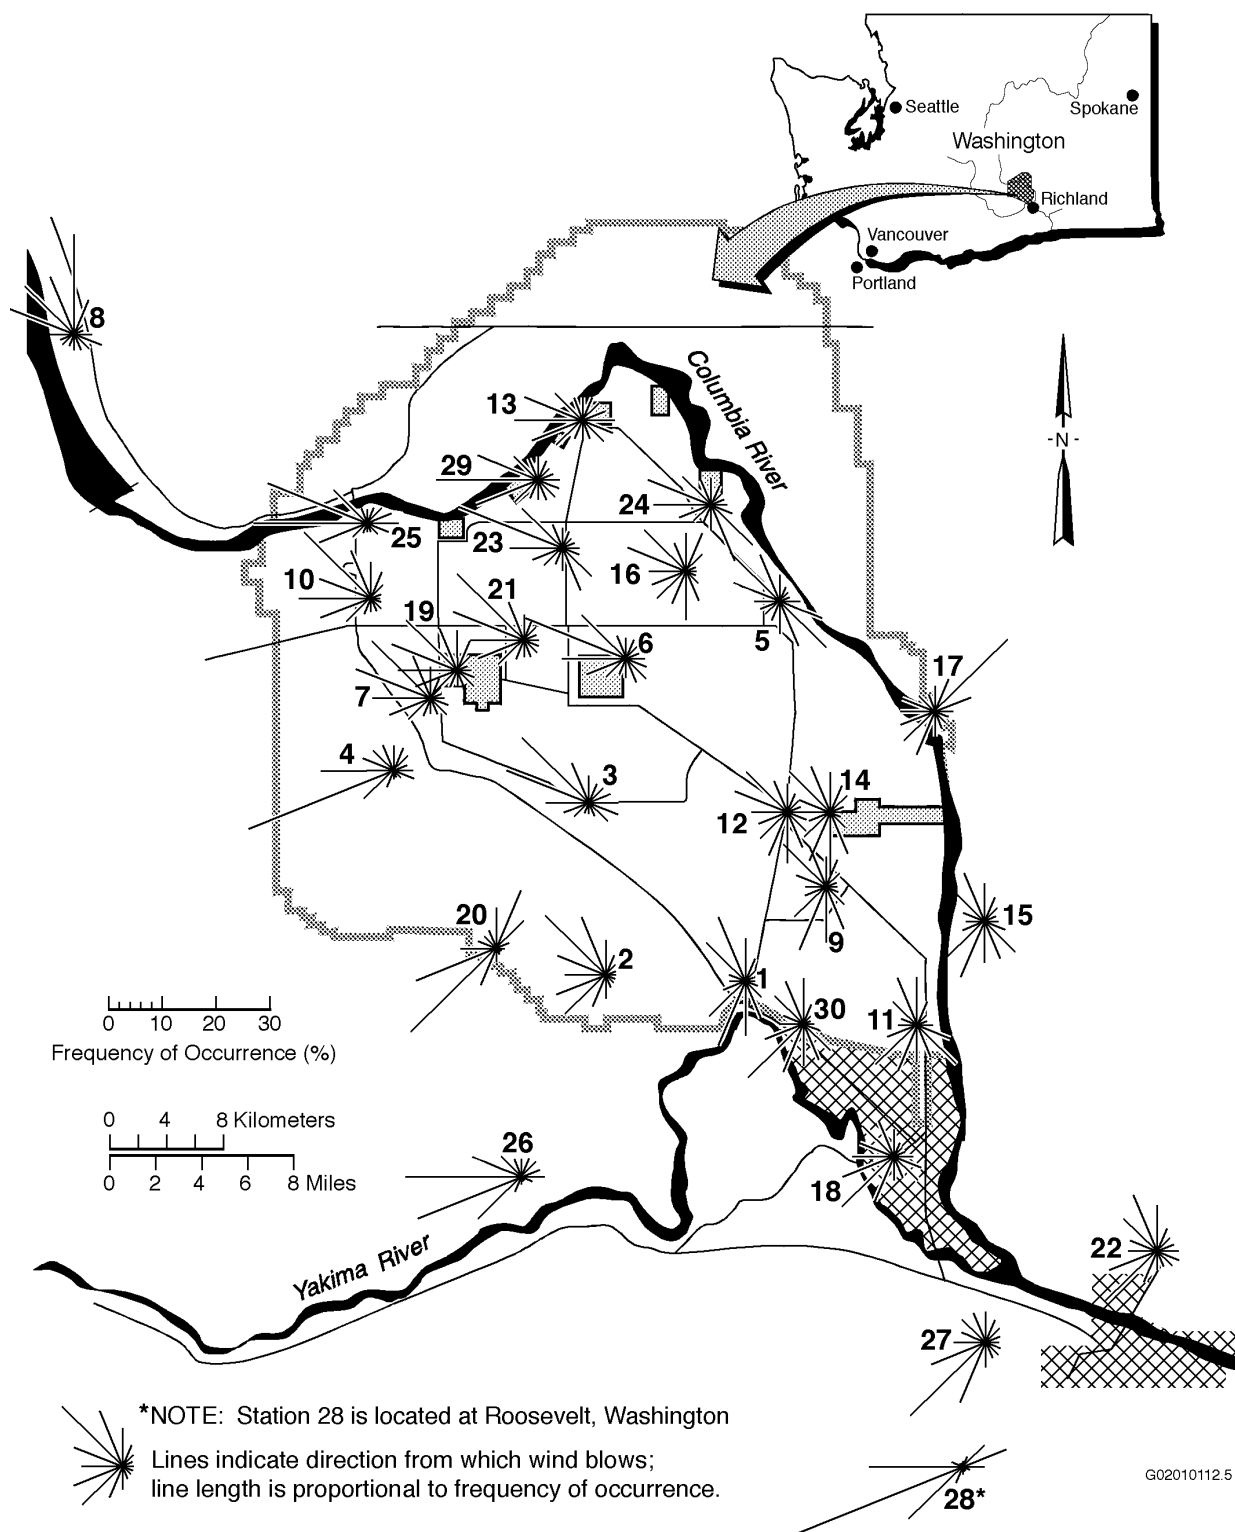 Seattle
Spokane
Washington
Richland
Vancouver
Portland
8
Columbia River
13
-N-
29
24
25
23
16
10
21
19
6
5
17
7
4
3
14
12
20
15
2
9
1
30
11
0 10 20 30
Frequency of Occurrence (%)
0 4 8 Kilometers
0 2 4 6 8 Miles
26
18
Yakima River
22
27
*NOTE: Station 28 is located at Roosevelt, Washington
Lines indicate direction from which wind blows;
line length is proportional to frequency of occurrence.
28*
G02010112.5